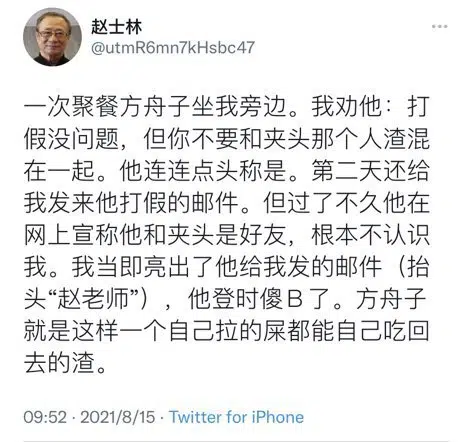 赵士林
@utmR6mn7kHsbc47
一次聚餐方舟子坐我旁边。我劝他：打
假没问题，但你不要和夹头那个人渣混
在一起。他连连点头称是。第二天还给
我发来他打假的邮件。但过了不久他在
网上宣称他和夹头是好友，根本不认识
我。我当即亮出了他给我发的邮件（抬
头“赵老师”），他登时傻B了。方舟子
就是这样一个自己拉的屎都能自己吃回
去的渣。
09:52 · 2021/8/15 · Twitter for iPhone